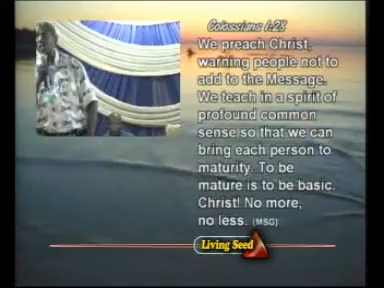 Colossians 1:28
We preach Christ,
warning people not to
add to the Message.
We teach in a spirit of
profound common
sense so that we can
bring each person to
maturity. To be
mature is to be basic.
Christ! No more,
no less. (MSG)
Living Seed